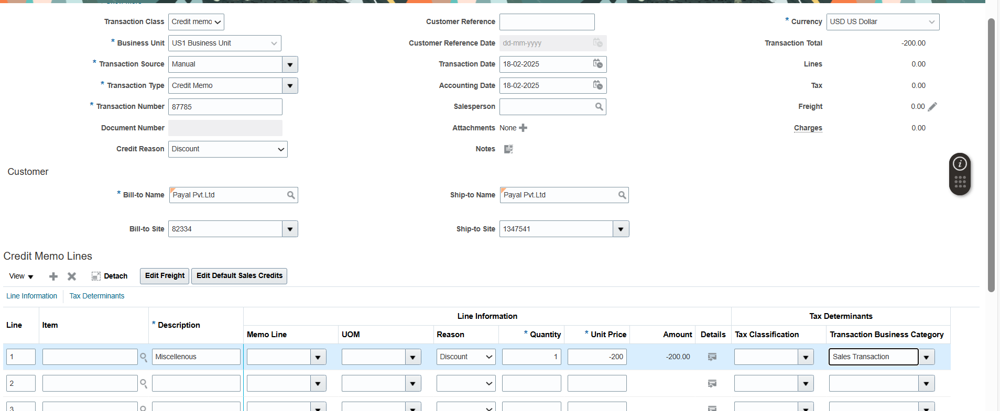 Show More
Transaction Class Credit memo
* Business Unit US1 Business Unit
* Transaction Source Manual
* Transaction Type Credit Memo
* Transaction Number 87785
Document Number
Credit Reason Discount
Customer Reference
Customer Reference Date dd-mm-yyyy
Transaction Date 18-02-2025
Accounting Date 18-02-2025
Salesperson
Attachments None
Notes
* Currency USD US Dollar
Transaction Total -200.00
Lines 0.00
Tax 0.00
Freight 0.00
Charges 0.00
Customer
* Bill-to Name Payal Pvt.Ltd
Ship-to Name Payal Pvt.Ltd
Bill-to Site 82334
Ship-to Site 1347541
Credit Memo Lines
View Detach Edit Freight Edit Default Sales Credits
Line Information Tax Determinants
Line Information Tax Determinants
Line Item * Description Memo Line UOM Reason * Quantity * Unit Price Amount Details Tax Classification Transaction Business Category
1 Miscellenous Discount 1 -200 -200.00 Sales Transaction
2
3